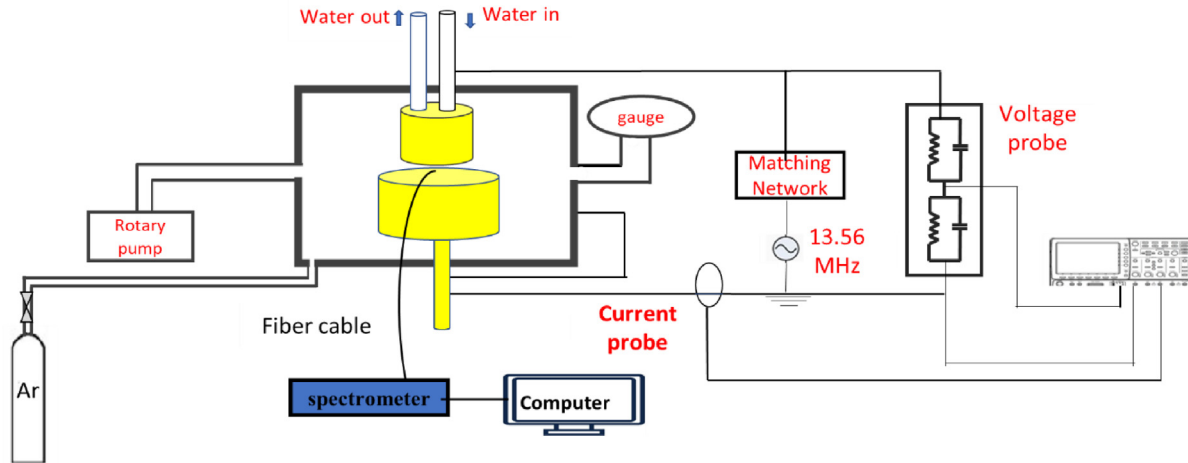 Water out
Water in
gauge
Voltage
probe
Matching
Network
Rotary
pump
13.56
MHz
Current
probe
Fiber cable
Ar
spectrometer
Computer